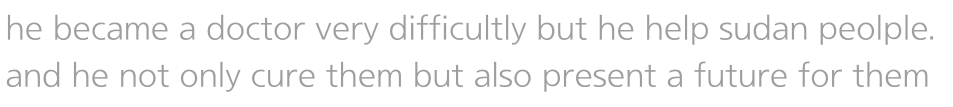 he became a doctor very difficultly but he help sudan peolple.
and he not only cure them but also present a future for them